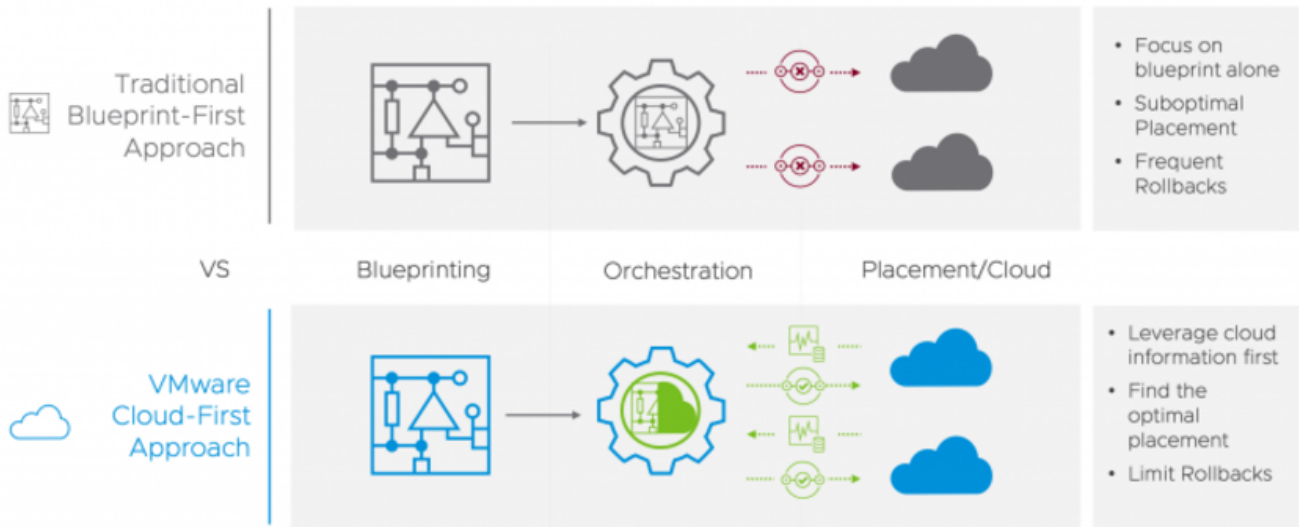 Traditional
Blueprint-First
Approach
• Focus on
blueprint alone
• Suboptimal
Placement
• Frequent
Rollbacks
VS
Blueprinting
Orchestration
Placement/Cloud
VMware
Cloud-First
Approach
• Leverage cloud
information first
• Find the
optimal
placement
• Limit Rollbacks